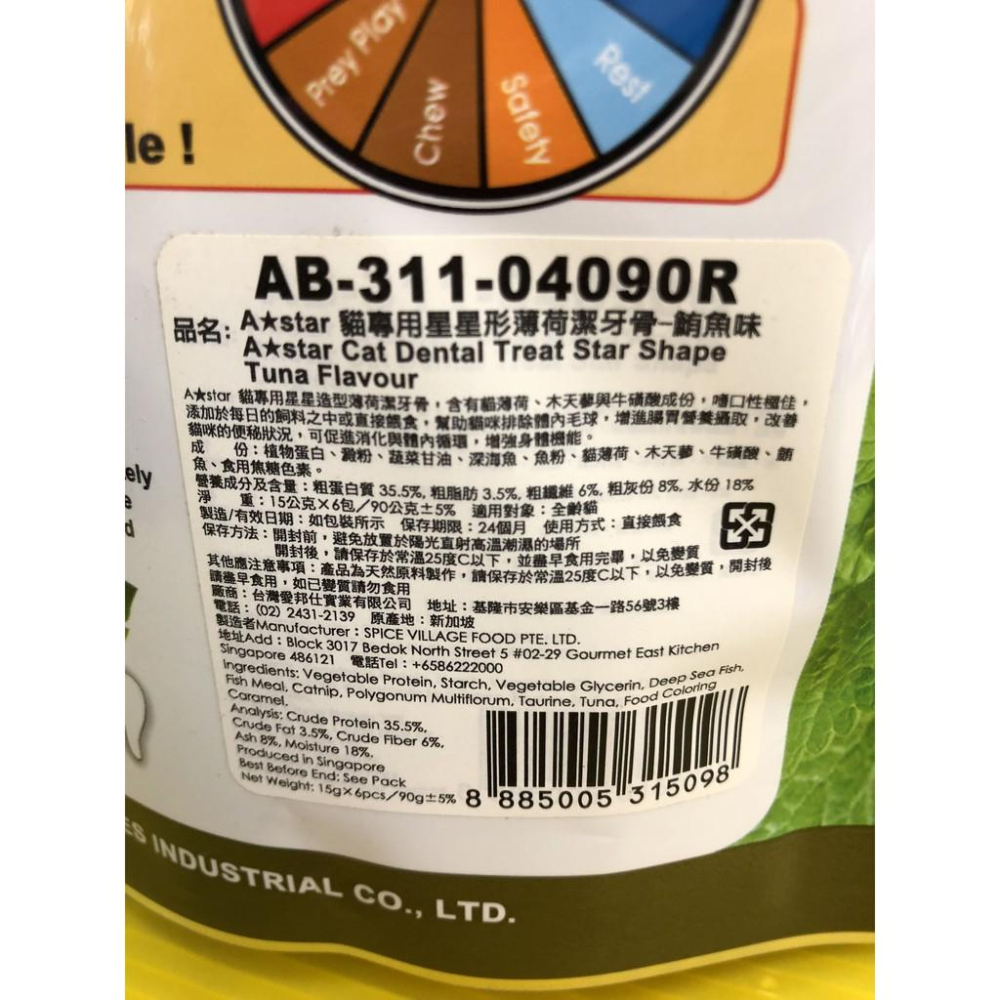 Prey Play
Chew
Safety
Rest
le !
AB-311-04090R
品名: A★star 貓專用星星形薄荷潔牙骨-鮪魚味
A★star Cat Dental Treat Star Shape
Tuna Flavour
A★star 貓專用星星造型薄荷潔牙骨，含有貓薄荷、木天蓼與牛磺酸成份，嗜口性極佳，
添加於每日的飼料之中或直接餵食，幫助貓咪排除體內毛球，增進腸胃營養攝取，改善
貓咪的便秘狀況，可促進消化與體內循環，增強身體機能。
成　份：植物蛋白、澱粉、蔬菜甘油、深海魚、魚粉、貓薄荷、木天蓼、牛磺酸、鮪
魚、食用焦糖色素。
營養成分及含量：粗蛋白質 35.5%, 粗脂肪 3.5%, 粗纖維 6%, 粗灰份 8%, 水份 18%
淨　重：15公克×6包/90公克±5%　適用對象：全齡貓
製造/有效日期：如包裝所示　保存期限：24個月　使用方式：直接餵食
保存方法：開封前，避免放置於陽光直射高溫潮濕的場所
開封後，請保存於常溫25度C以下，並盡早食用完畢，以免變質
其他應注意事項：產品為天然原料製作，請保存於常溫25度C以下，以免變質，開封後
請盡早食用，如已變質請勿食用
廠商：台灣愛邦仕實業有限公司　地址：基隆市安樂區基金一路56號3樓
電話：(02) 2431-2139　原產地：新加坡
製造者Manufacturer : SPICE VILLAGE FOOD PTE. LTD.
地址Add : Block 3017 Bedok North Street 5 #02-29 Gourmet East Kitchen
Singapore 486121　電話Tel : +6586222000
Ingredients: Vegetable Protein, Starch, Vegetable Glycerin, Deep Sea Fish,
Fish Meal, Catnip, Polygonum Multiflorum, Taurine, Tuna, Food Coloring
Caramel.
Analysis: Crude Protein 35.5%,
Crude Fat 3.5%, Crude Fiber 6%,
Ash 8%, Moisture 18%.
Produced in Singapore
Best Before End: See Pack
Net Weight: 15g×6pcs/90g±5%
8 885005 315098
ely
e
d
ES INDUSTRIAL CO., LTD.